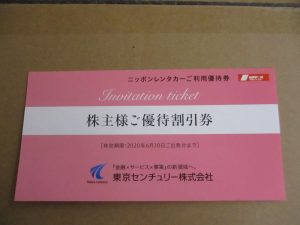 ニッポンレンタカーご利用優待券
Invitation ticket
株主様ご優待割引券
[有効期限:2020年6月30日ご出発分まで]
「金融×サービス×事業」の新領域へ。
東京センチュリー株式会社